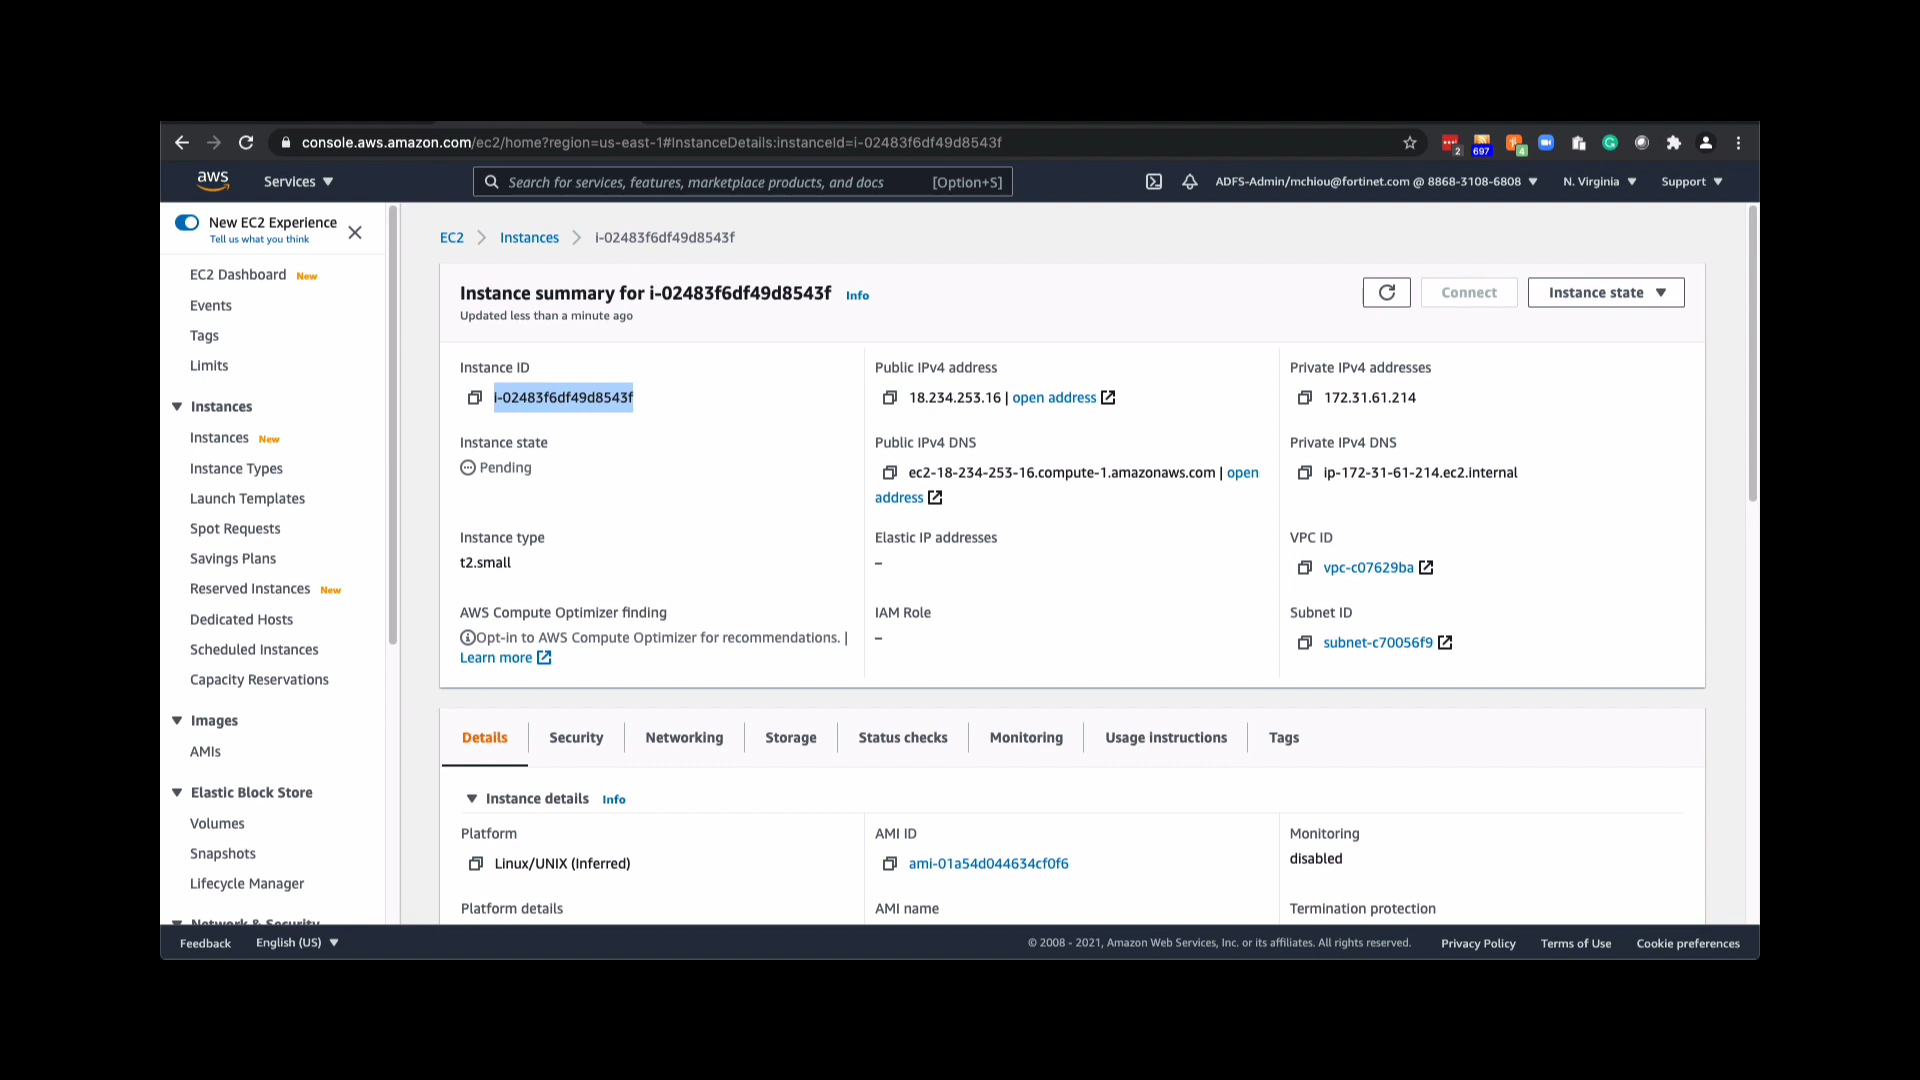 console.aws.amazon.com/ec2/home?region=us-east-1#InstanceDetails:instanceId=i-02483f6df49d8543f
2
697
4
aws
Services
Search for services, features, marketplace products, and docs
[Option+S]
ADFS-Admin/mchiou@fortinet.com @ 8868-3108-6808
N. Virginia
Support
New EC2 Experience
Tell us what you think
EC2 Dashboard New
Events
Tags
Limits
Instances
Instances New
Instance Types
Launch Templates
Spot Requests
Savings Plans
Reserved Instances New
Dedicated Hosts
Scheduled Instances
Capacity Reservations
Images
AMIs
Elastic Block Store
Volumes
Snapshots
Lifecycle Manager
Network & Security
EC2 > Instances > i-02483f6df49d8543f
Instance summary for i-02483f6df49d8543f Info
Updated less than a minute ago
Connect
Instance state
Instance ID
i-02483f6df49d8543f
Public IPv4 address
18.234.253.16 | open address
Private IPv4 addresses
172.31.61.214
Instance state
Pending
Public IPv4 DNS
ec2-18-234-253-16.compute-1.amazonaws.com | open
address
Private IPv4 DNS
ip-172-31-61-214.ec2.internal
Instance type
t2.small
Elastic IP addresses
–
VPC ID
vpc-c07629ba
AWS Compute Optimizer finding
Opt-in to AWS Compute Optimizer for recommendations. |
Learn more
IAM Role
–
Subnet ID
subnet-c70056f9
Details
Security
Networking
Storage
Status checks
Monitoring
Usage instructions
Tags
Instance details Info
Platform
Linux/UNIX (Inferred)
AMI ID
ami-01a54d044634cf0f6
Monitoring
disabled
Platform details
AMI name
Termination protection
Feedback
English (US)
© 2008 - 2021, Amazon Web Services, Inc. or its affiliates. All rights reserved.
Privacy Policy
Terms of Use
Cookie preferences